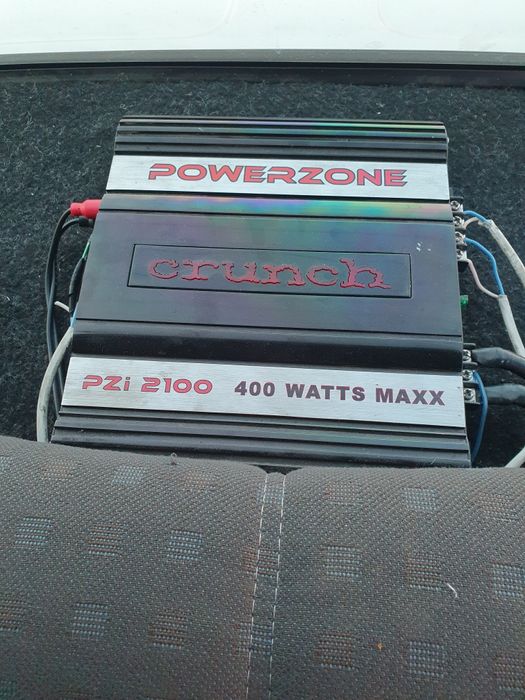 POWERZONE
crunch
PZi 2100 400 WATTS MAXX